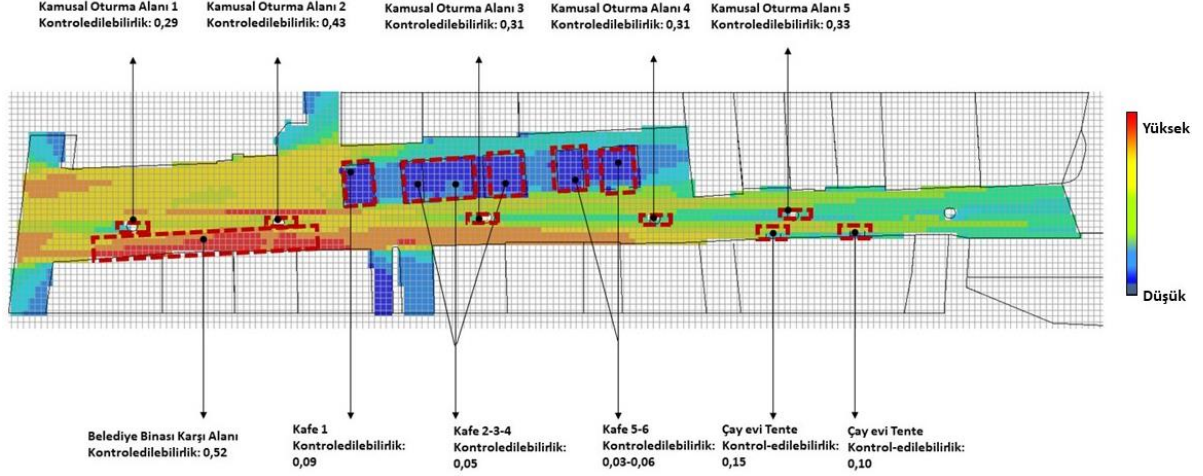 Kamusal Oturma Alanı 1
Kontroledilebilirlik: 0,29
Kamusal Oturma Alanı 2
Kontroledilebilirlik: 0,43
Kamusal Oturma Alanı 3
Kontroledilebilirlik: 0,31
Kamusal Oturma Alanı 4
Kontroledilebilirlik: 0,31
Kamusal Oturma Alanı 5
Kontroledilebilirlik: 0,33
Yüksek
Düşük
Belediye Binası Karşı Alanı
Kontroledilebilirlik: 0,52
Kafe 1
Kontroledilebilirlik:
0,09
Kafe 2-3-4
Kontroledilebilirlik:
0,05
Kafe 5-6
Kontroledilebilirlik:
0,03-0,06
Çay evi Tente
Kontrol-edilebilirlik:
0,15
Çay evi Tente
Kontrol-edilebilirlik:
0,10